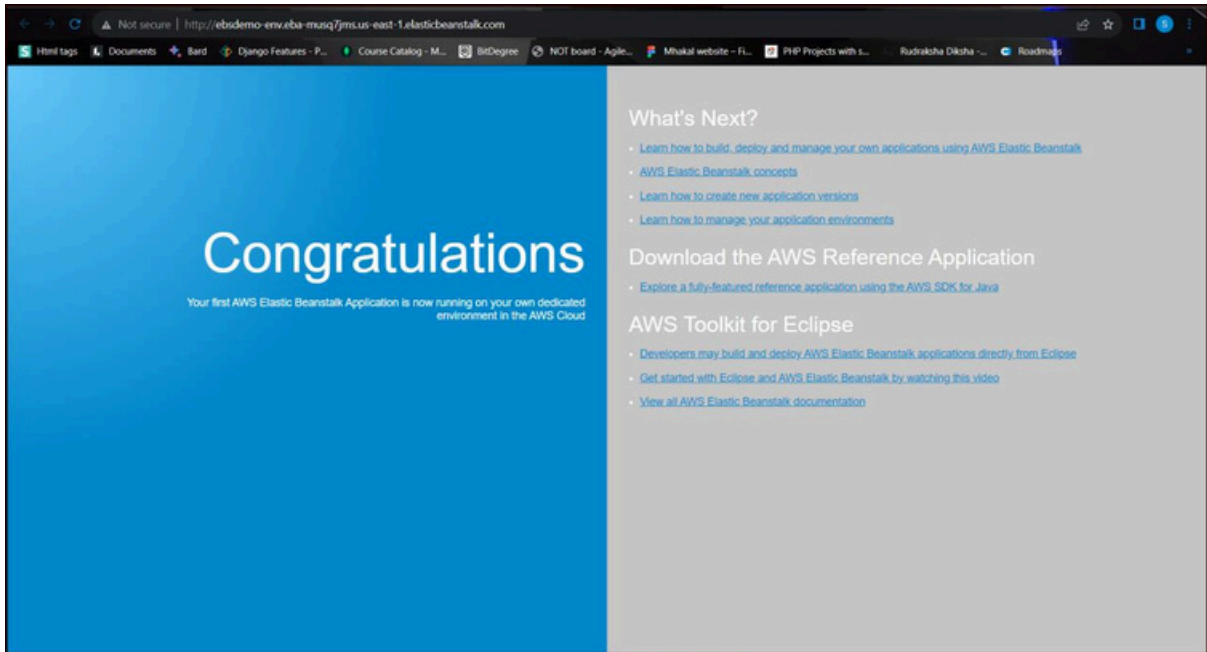 Not secure | http://ebsdemo-env.eba-musq7jms.us-east-1.elasticbeanstalk.com
S
Html tags
L
Documents
Bard
Django Features - P...
Course Catalog - M...
BitDegree
NOT board - Agile...
Mhakal website – Fi...
PHP Projects with s...
Rudraksha Diksha -...
Roadmaps
Congratulations
Your first AWS Elastic Beanstalk Application is now running on your own dedicated
environment in the AWS Cloud
What's Next?
Learn how to build, deploy and manage your own applications using AWS Elastic Beanstalk
AWS Elastic Beanstalk concepts
Learn how to create new application versions
Learn how to manage your application environments
Download the AWS Reference Application
Explore a fully-featured reference application using the AWS SDK for Java
AWS Toolkit for Eclipse
Developers may build and deploy AWS Elastic Beanstalk applications directly from Eclipse
Get started with Eclipse and AWS Elastic Beanstalk by watching this video
View all AWS Elastic Beanstalk documentation